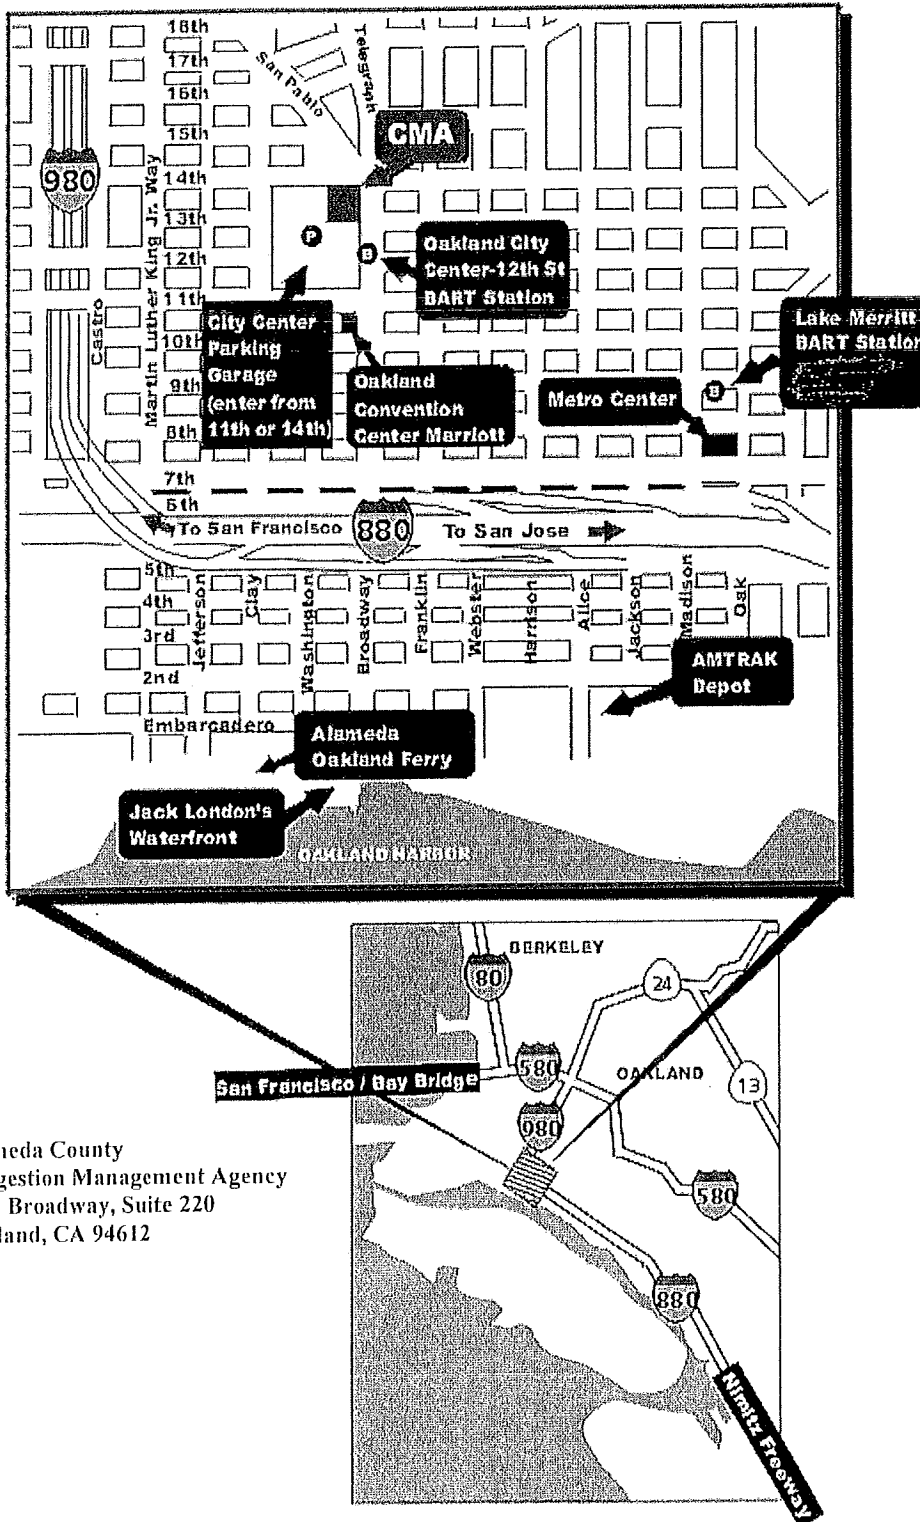 18th
17th
16th
15th
14th
13th
12th
11th
10th
9th
8th
7th
6th
5th
4th
3rd
2nd
Embarcadero
San Pablo
Telegraph
CMA
980
Martin Luther King Jr. Way
Castro
P
B
Oakland City
Center-12th St
BART Station
City Center
Parking
Garage
(enter from
11th or 14th)
Oakland
Convention
Center Marriott
Metro Center
B
Lake Merritt
BART Station
To San Francisco
880
To San Jose
Jefferson
Clay
Washington
Broadway
Franklin
Webster
Harrison
Alice
Jackson
Madison
Oak
AMTRAK
Depot
Alameda
Oakland Ferry
Jack London's
Waterfront
OAKLAND HARBOR
BERKELEY
80
24
580
OAKLAND
13
San Francisco / Bay Bridge
980
580
880
Nimitz Freeway
neda County
gestion Management Agency
Broadway, Suite 220
land, CA 94612